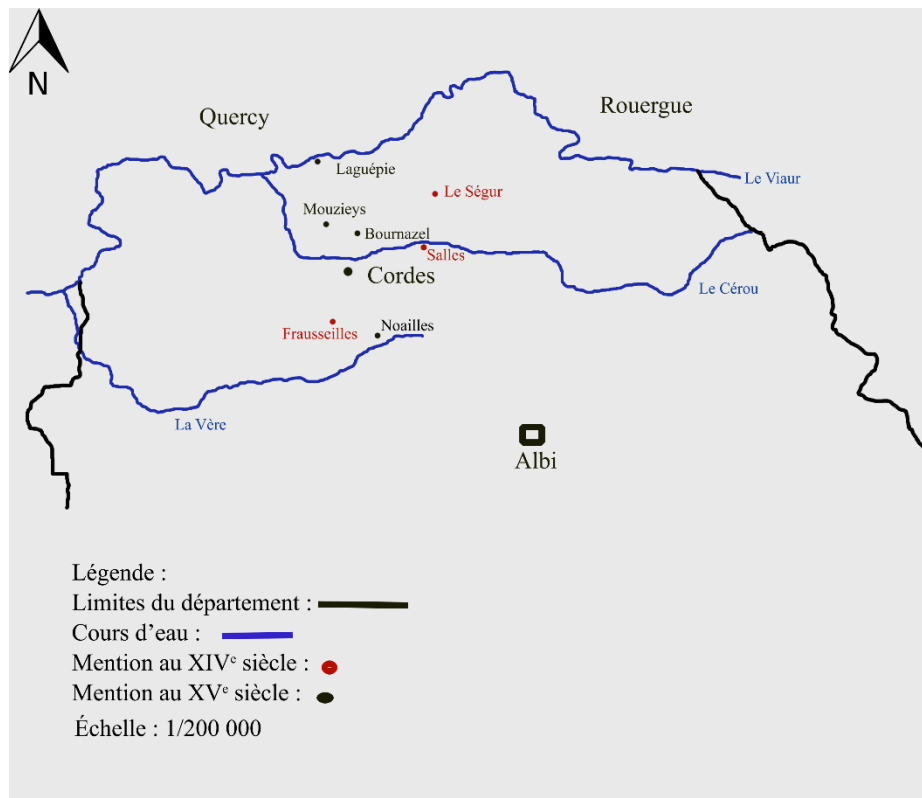 N
Quercy
Rouergue
Laguépie
Le Viaur
Le Ségur
Mouzieys
Bournazel
Salles
Cordes
Le Cérou
Frausseilles
Noailles
La Vère
Albi
Légende :
Limites du département :
Cours d'eau :
Mention au XIVᵉ siècle :
Mention au XVᵉ siècle :
Échelle : 1/200 000